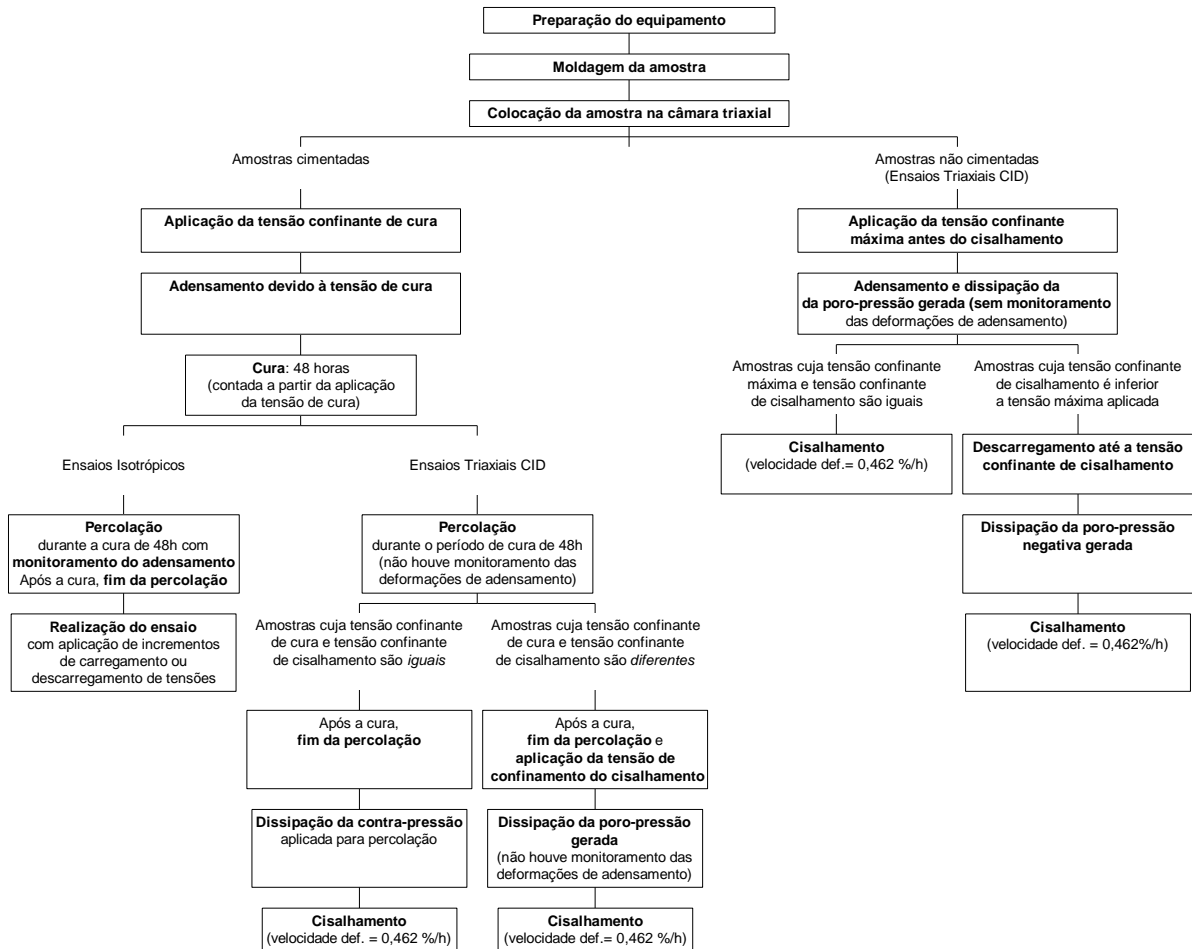 Preparação do equipamento
Moldagem da amostra
Colocação da amostra na câmara triaxial
Amostras cimentadas
Aplicação da tensão confinante de cura
Adensamento devido à tensão de cura
Cura: 48 horas
(contada a partir da aplicação
da tensão de cura)
Ensaios Isotrópicos
Percolação
durante a cura de 48h com
monitoramento do adensamento
Após a cura, fim da percolação
Realização do ensaio
com aplicação de incrementos
de carregamento ou
descarregamento de tensões
Ensaios Triaxiais CID
Percolação
durante o período de cura de 48h
(não houve monitoramento das
deformações de adensamento)
Amostras cuja tensão confinante
de cura e tensão confinante
de cisalhamento são iguais
Após a cura,
fim da percolação
Dissipação da contra-pressão
aplicada para percolação
Cisalhamento
(velocidade def. = 0,462 %/h)
Amostras cuja tensão confinante
de cura e tensão confinante
de cisalhamento são diferentes
Após a cura,
fim da percolação e
aplicação da tensão de
confinamento do cisalhamento
Dissipação da poro-pressão
gerada
(não houve monitoramento das
deformações de adensamento)
Cisalhamento
(velocidade def. = 0,462 %/h)
Amostras não cimentadas
(Ensaios Triaxiais CID)
Aplicação da tensão confinante
máxima antes do cisalhamento
Adensamento e dissipação da
da poro-pressão gerada (sem monitoramento
das deformações de adensamento)
Amostras cuja tensão confinante
máxima e tensão confinante
de cisalhamento são iguais
Cisalhamento
(velocidade def.= 0,462 %/h)
Amostras cuja tensão confinante
de cisalhamento é inferior
a tensão máxima aplicada
Descarregamento até a tensão
confinante de cisalhamento
Dissipação da poro-pressão
negativa gerada
Cisalhamento
(velocidade def. = 0,462%/h)